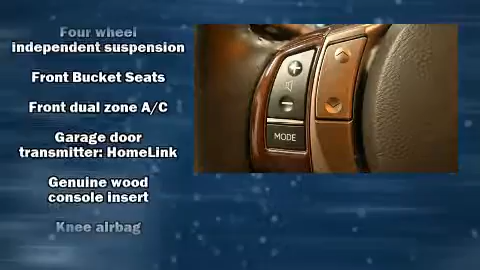 Four wheel
independent suspension
Front Bucket Seats
Front dual zone A/C
Garage door
transmitter: HomeLink
Genuine wood
console insert
Knee airbag
+
-
MODE